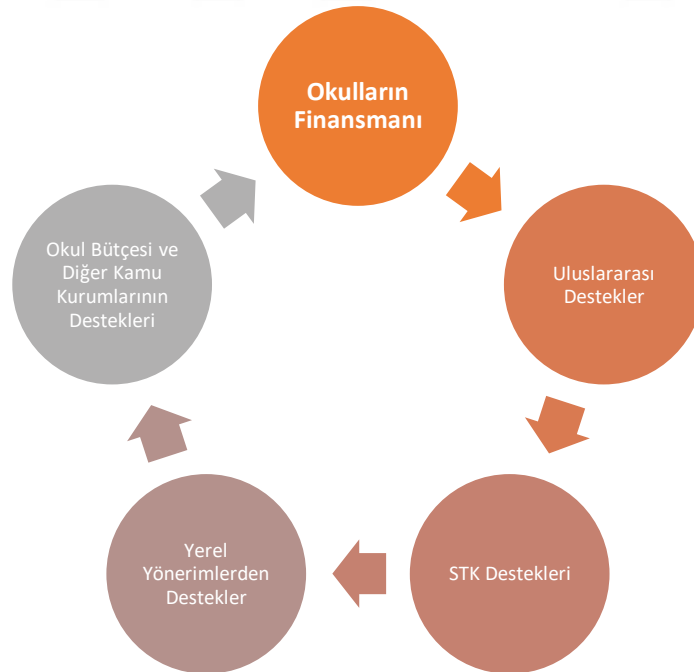 Okulların
Finansmanı
Uluslararası
Destekler
STK Destekleri
Yerel
Yönerimlerden
Destekler
Okul Bütçesi ve
Diğer Kamu
Kurumlarının
Destekleri